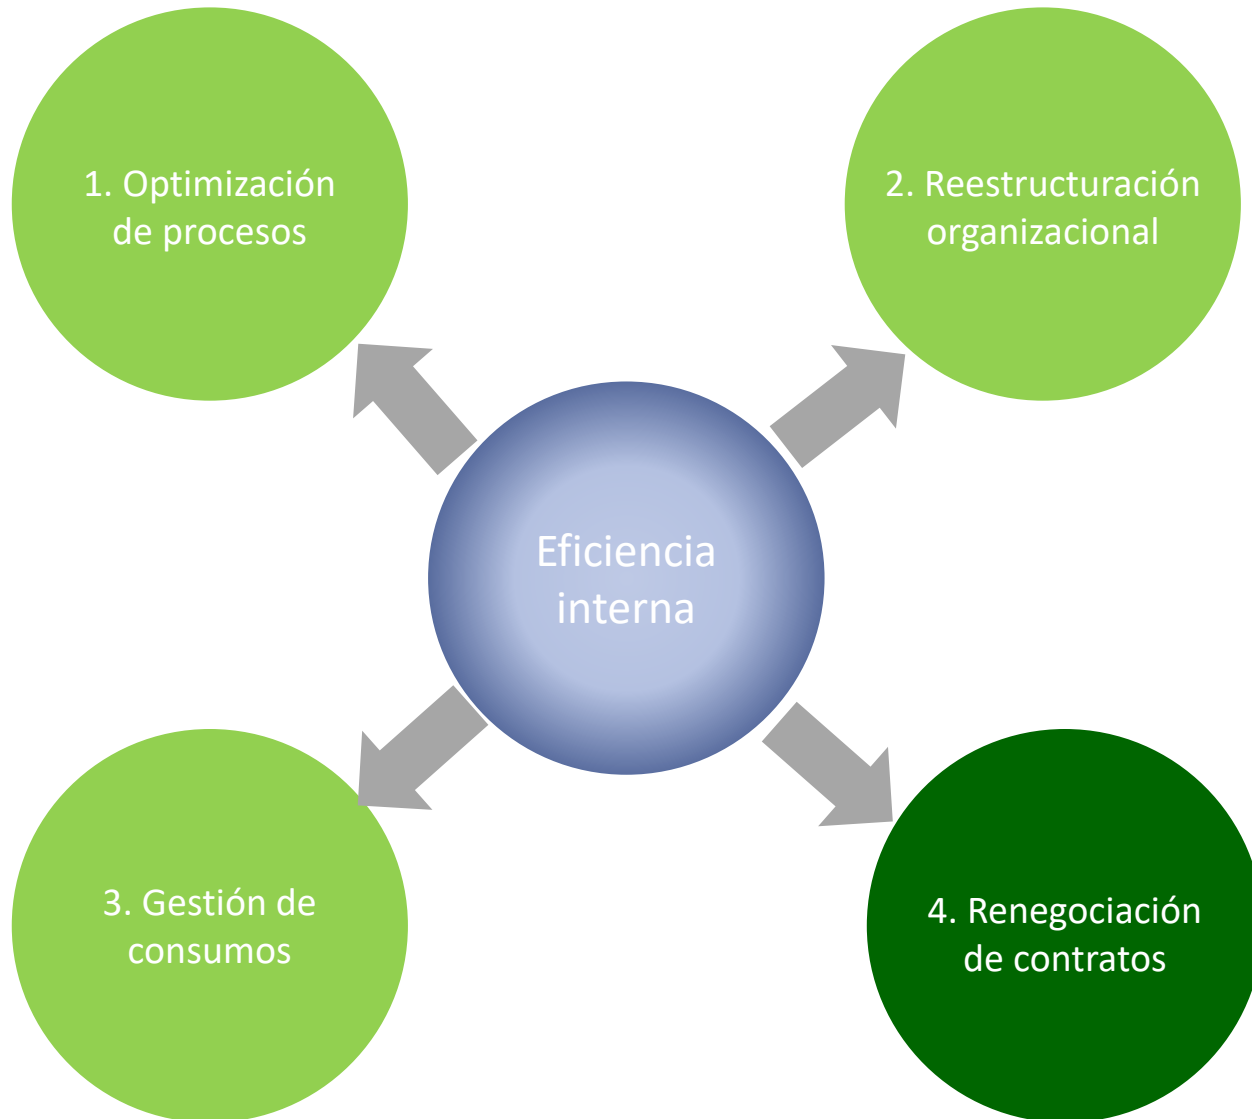 1. Optimización
de procesos
2. Reestructuración
organizacional
Eficiencia
interna
3. Gestión de
consumos
4. Renegociación
de contratos